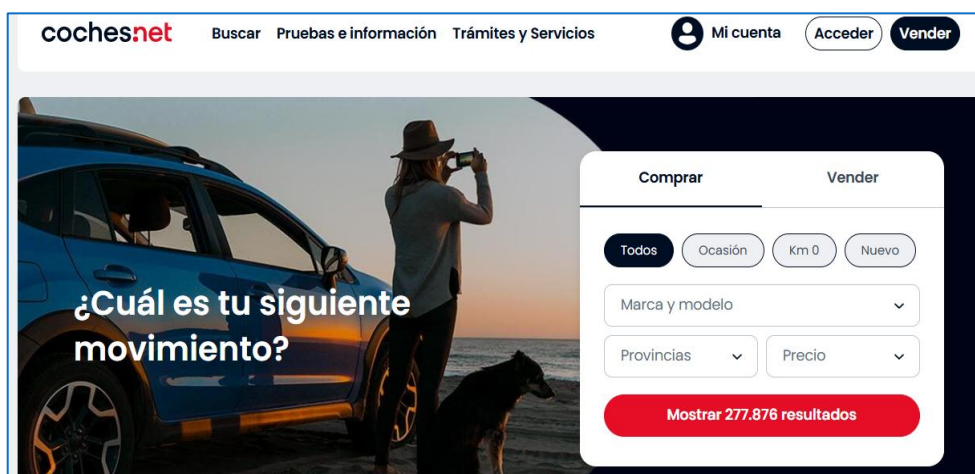 coches.net
Buscar Pruebas e información Trámites y Servicios
Mi cuenta Acceder Vender
¿Cuál es tu siguiente
movimiento?
Comprar Vender
Todos Ocasión Km 0 Nuevo
Marca y modelo
Provincias Precio
Mostrar 277.876 resultados